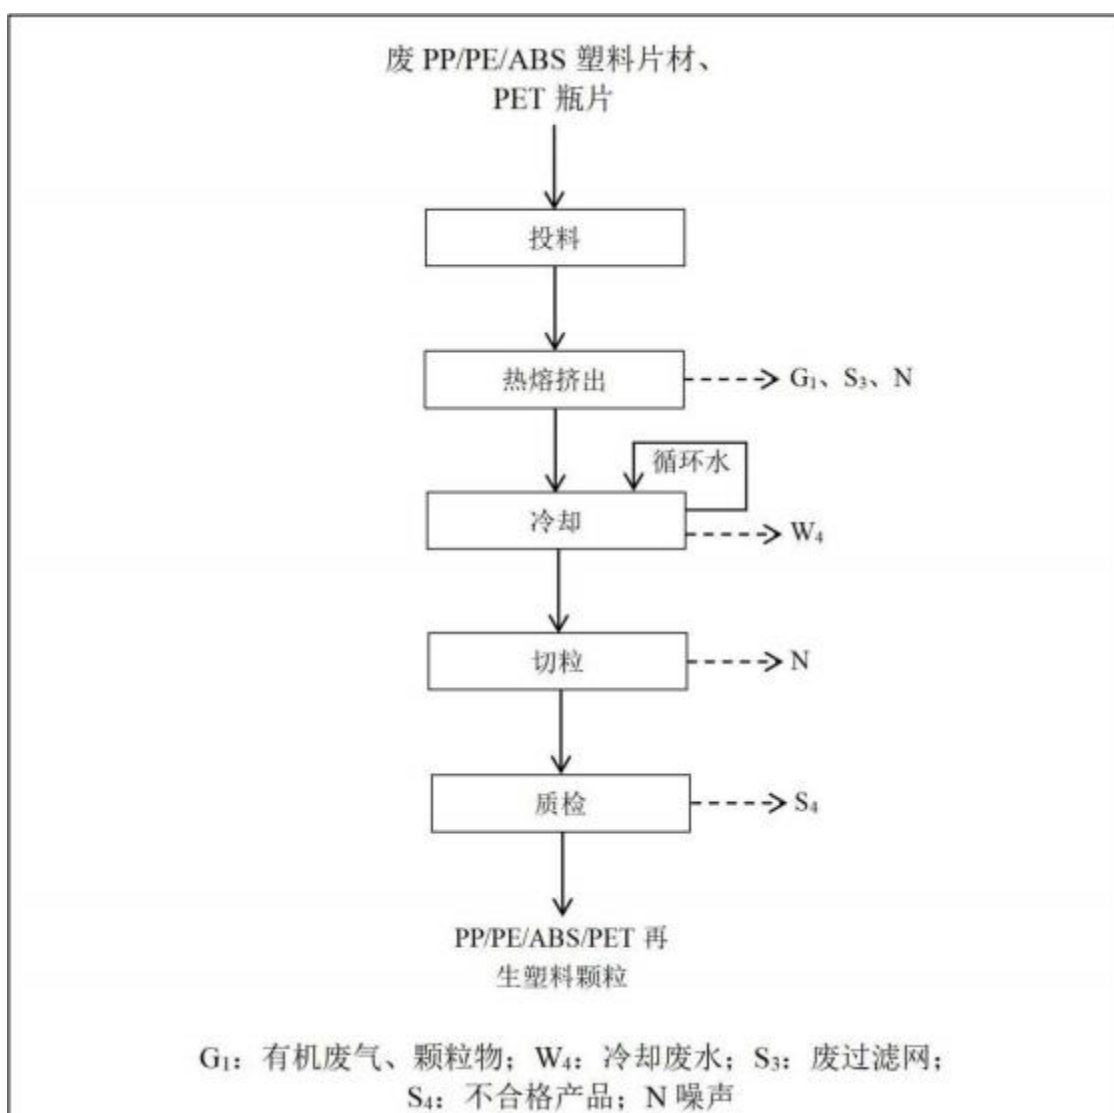 废 PP/PE/ABS 塑料片材、
PET 瓶片
投料
热熔挤出
G₁、S₃、N
循环水
冷却
W₄
切粒
N
质检
S₄
PP/PE/ABS/PET 再
生塑料颗粒
G₁：有机废气、颗粒物；W₄：冷却废水；S₃：废过滤网；
S₄：不合格产品；N 噪声